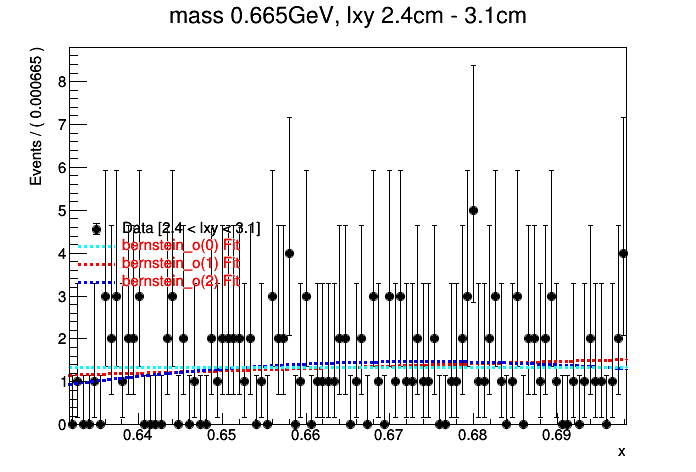 mass 0.665GeV, lxy 2.4cm - 3.1cm
Events / ( 0.000665 )
8
7
6
5
4
3
2
1
0
Data [2.4 < lxy < 3.1]
bernstein_o(0) Fit
bernstein_o(1) Fit
bernstein_o(2) Fit
0.64 0.65 0.66 0.67 0.68 0.69
x